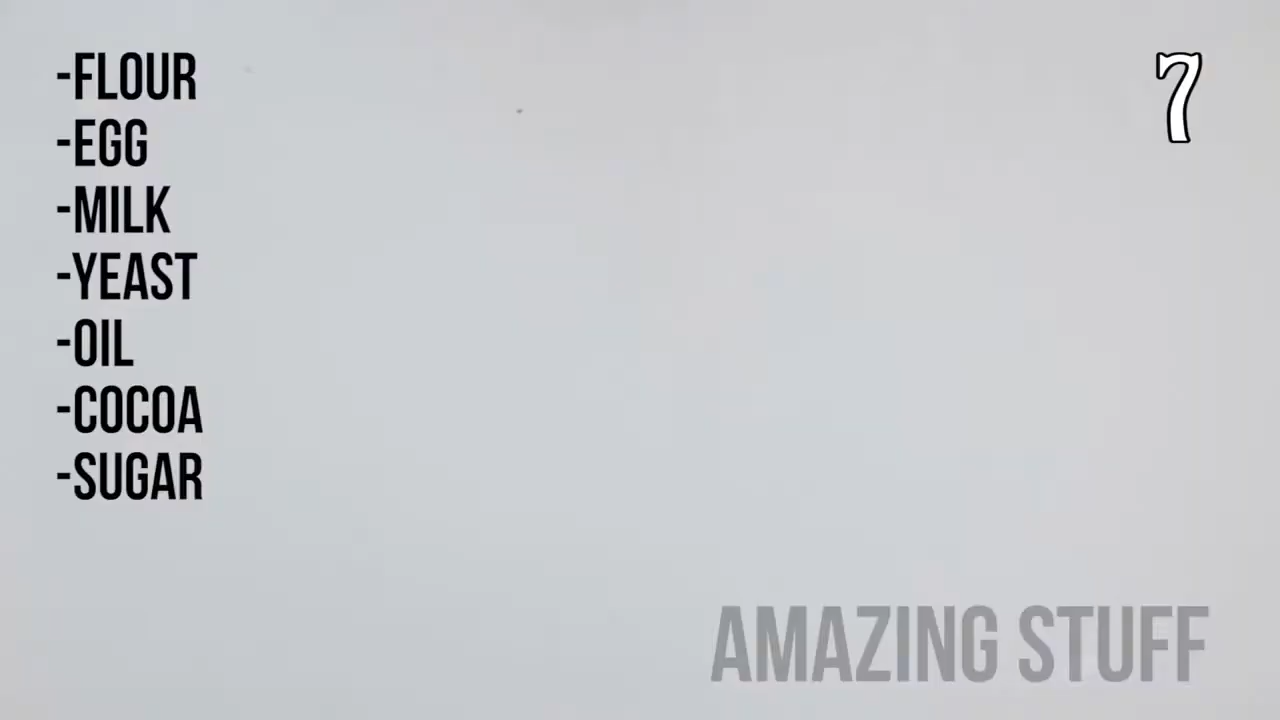 -FLOUR
-EGG
-MILK
-YEAST
-OIL
-COCOA
-SUGAR
7
AMAZING STUFF